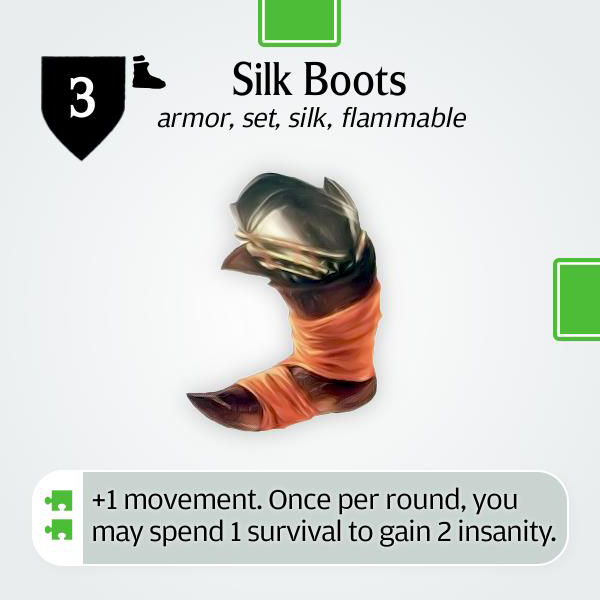 3
Silk Boots
armor, set, silk, flammable
+1 movement. Once per round, you
may spend 1 survival to gain 2 insanity.